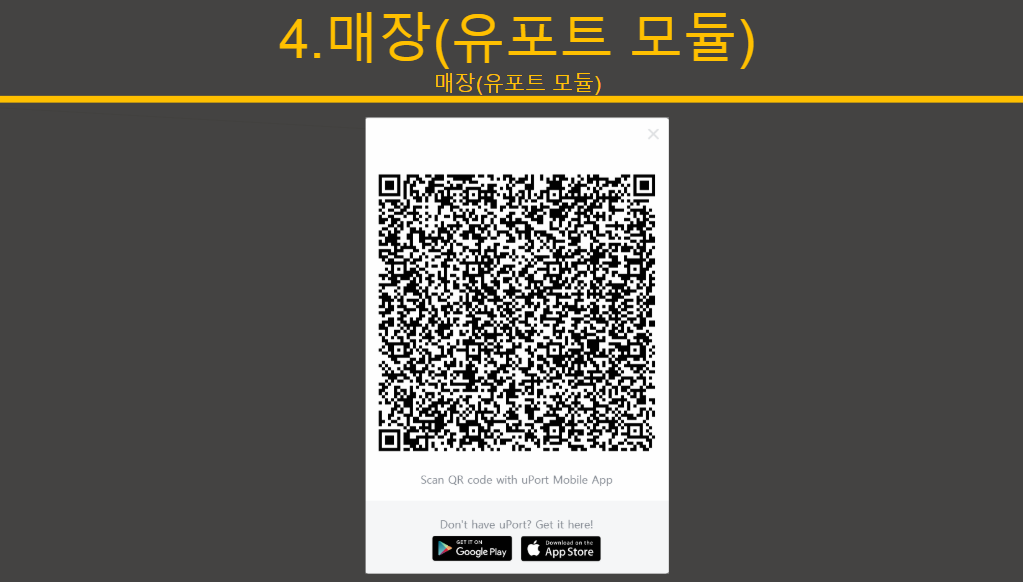 4.매장(유포트 모듈)
매장(유포트 모듈)
Scan QR code with uPort Mobile App
Don't have uPort? Get it here!
GET IT ON
Google Play
Download on the
App Store